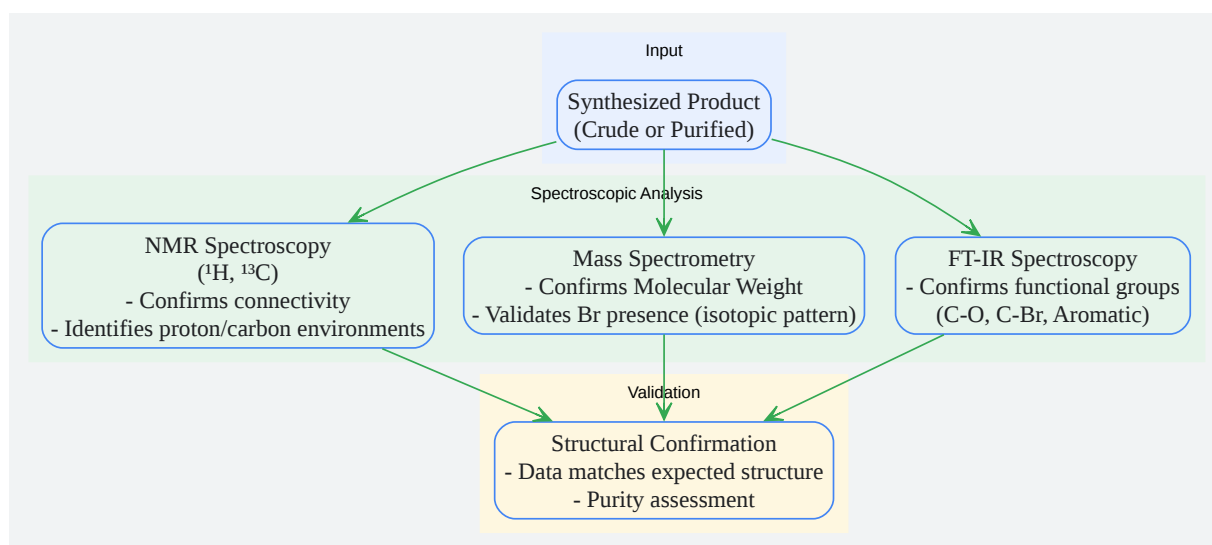 Input
Synthesized Product
(Crude or Purified)
Spectroscopic Analysis
NMR Spectroscopy
(¹H, ¹³C)
- Confirms connectivity
- Identifies proton/carbon environments
Mass Spectrometry
- Confirms Molecular Weight
- Validates Br presence (isotopic pattern)
FT-IR Spectroscopy
- Confirms functional groups
(C-O, C-Br, Aromatic)
Validation
Structural Confirmation
- Data matches expected structure
- Purity assessment